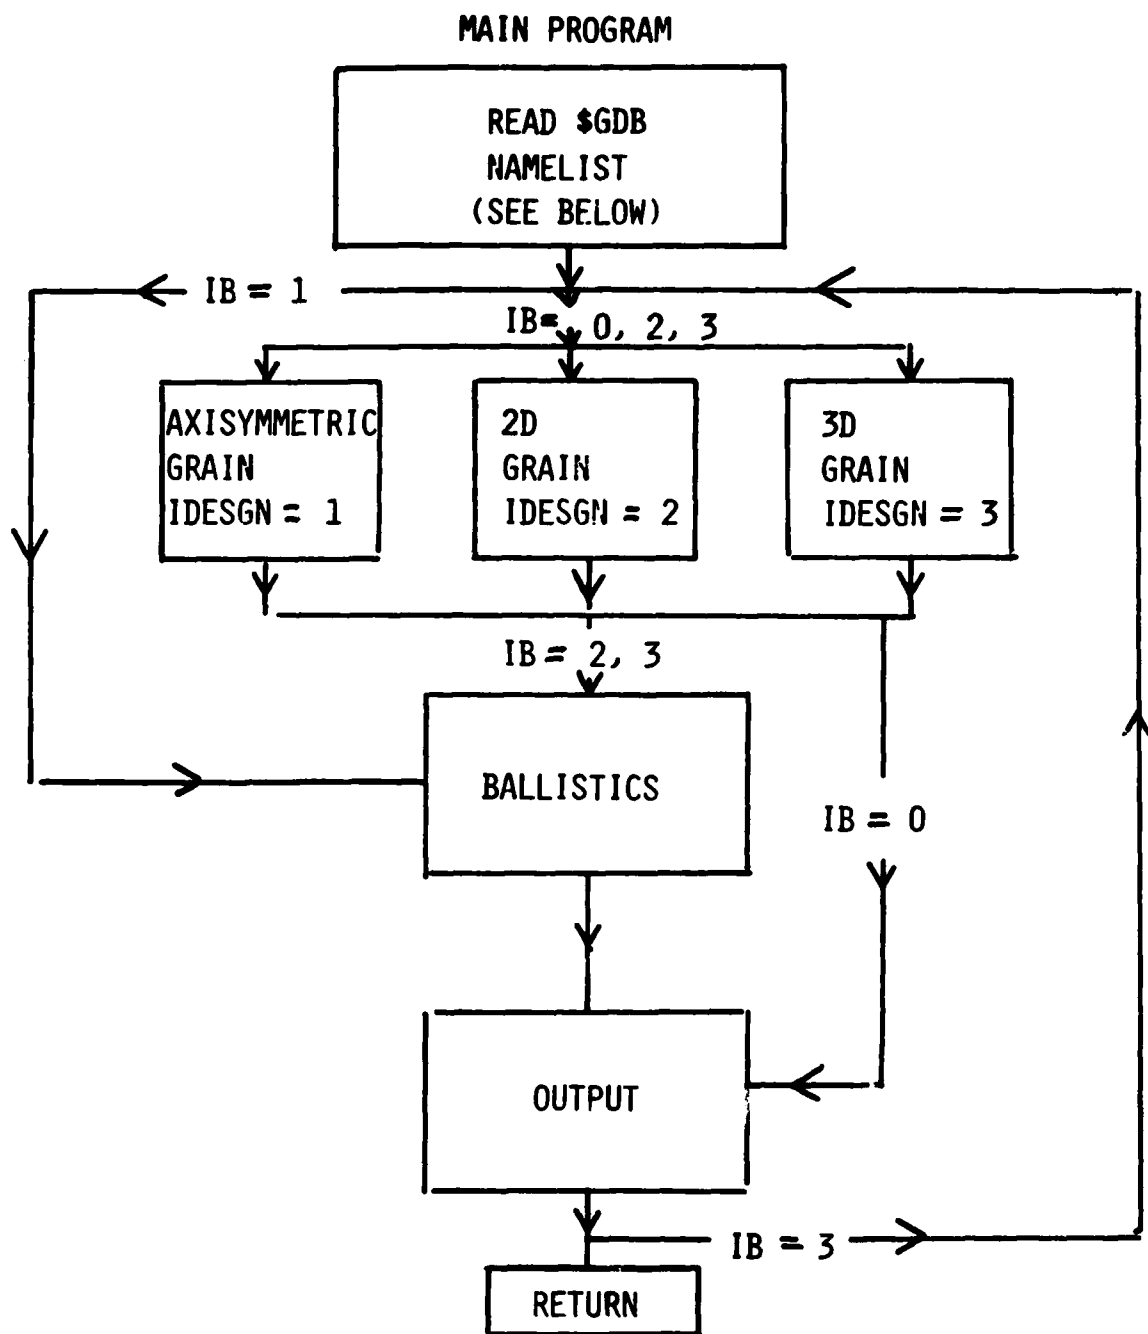 MAIN PROGRAM
READ $GDB
NAMELIST
(SEE BELOW)
IB = 1
IB= 0, 2, 3
AXISYMMETRIC
GRAIN
IDESGN = 1
2D
GRAIN
IDESGN = 2
3D
GRAIN
IDESGN = 3
IB = 2, 3
BALLISTICS
IB = 0
OUTPUT
IB = 3
RETURN